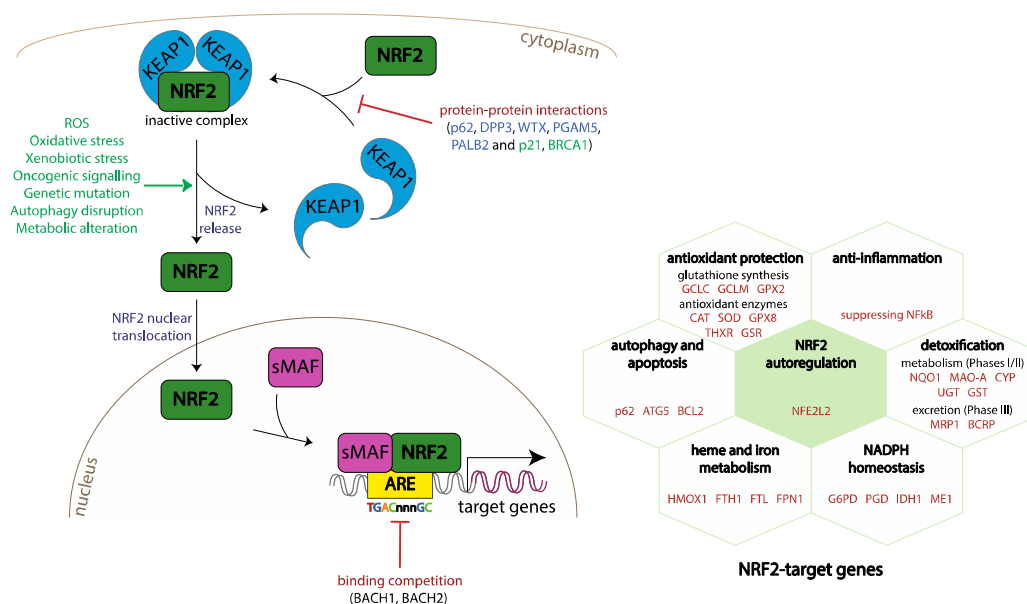 cytoplasm
KEAP1
KEAP1
NRF2
inactive complex
NRF2
protein-protein interactions
(p62, DPP3, WTX, PGAM5,
PALB2 and p21, BRCA1)
ROS
Oxidative stress
Xenobiotic stress
Oncogenic signalling
Genetic mutation
Autophagy disruption
Metabolic alteration
KEAP1
KEAP1
NRF2
release
NRF2
NRF2 nuclear
translocation
NRF2
sMAF
nucleus
sMAF
NRF2
ARE
TGACnnnGC
target genes
binding competition
(BACH1, BACH2)
antioxidant protection
glutathione synthesis
GCLC GCLM GPX2
antioxidant enzymes
CAT SOD GPX8
THXR GSR
anti-inflammation
suppressing NFkB
autophagy and
apoptosis
p62 ATG5 BCL2
NRF2
autoregulation
NFE2L2
detoxification
metabolism (Phases I/II)
NQO1 MAO-A CYP
UGT GST
excretion (Phase III)
MRP1 BCRP
heme and Iron
metabolism
HMOX1 FTH1 FTL FPN1
NADPH
homeostasis
G6PD PGD IDH1 ME1
NRF2-target genes